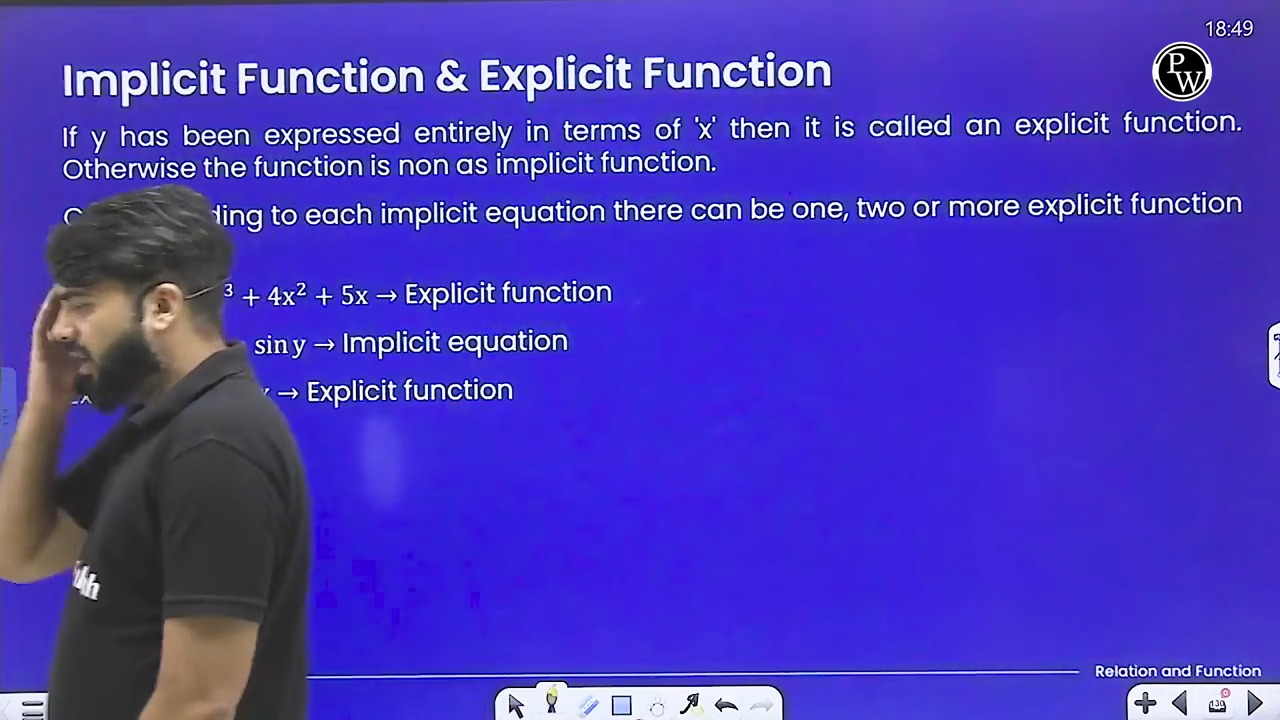 18:49
PW
Implicit Function & Explicit Function
If y has been expressed entirely in terms of 'x' then it is called an explicit function.
Otherwise the function is non as implicit function.
to each implicit equation there can be one, two or more explicit function
³ + 4x² + 5x → Explicit function
sin y → Implicit equation
→ Explicit function
Relation and Function
130